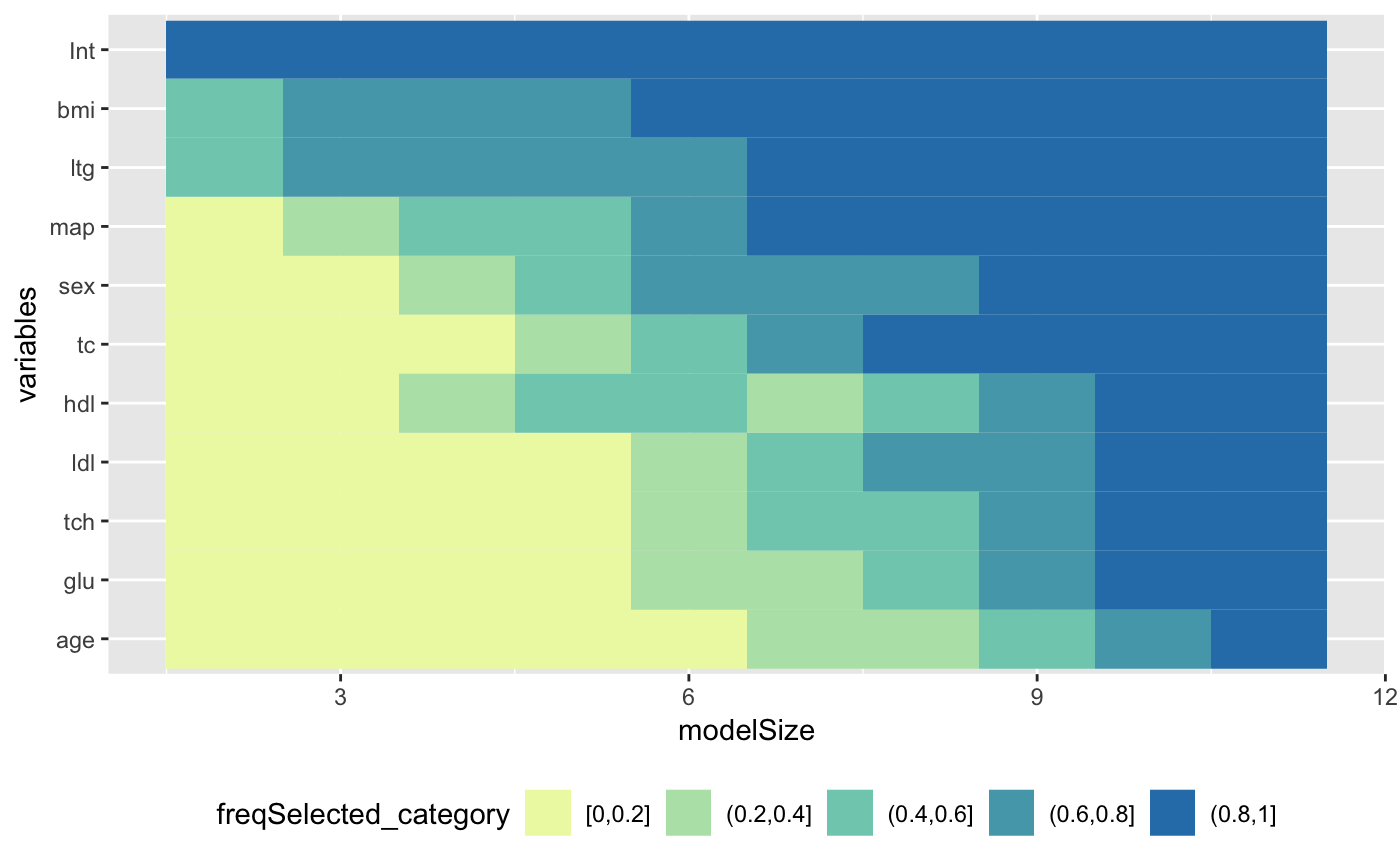 Int
bmi
ltg
map
sex
tc
hdl
ldl
tch
glu
age
variables
3 6 9 12
modelSize
freqSelected_category [0,0.2] (0.2,0.4] (0.4,0.6] (0.6,0.8] (0.8,1]